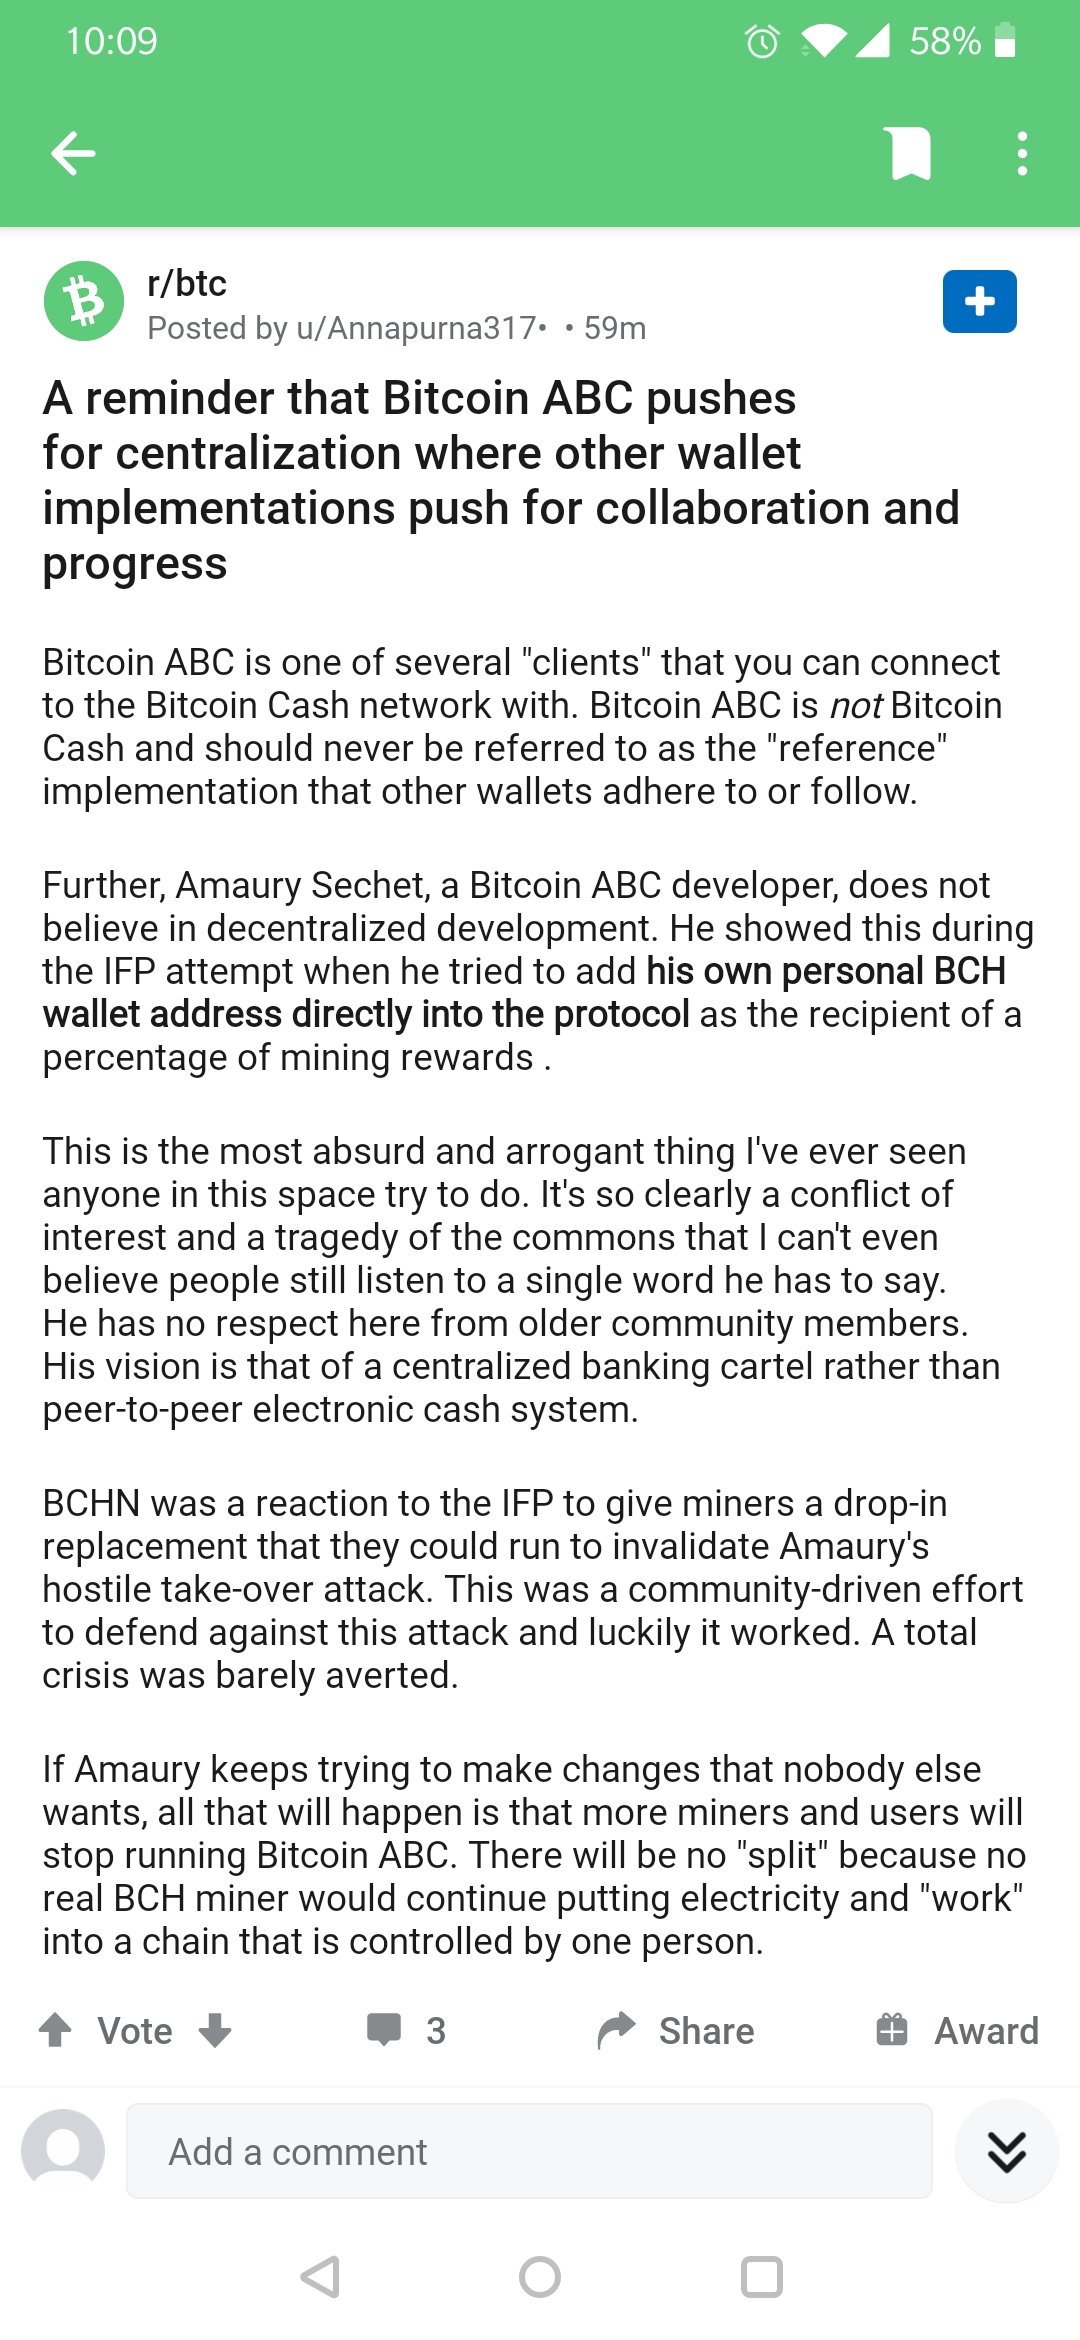 10:09
58%
r/btc
Posted by u/Annapurna317• • 59m
A reminder that Bitcoin ABC pushes
for centralization where other wallet
implementations push for collaboration and
progress
Bitcoin ABC is one of several "clients" that you can connect
to the Bitcoin Cash network with. Bitcoin ABC is not Bitcoin
Cash and should never be referred to as the "reference"
implementation that other wallets adhere to or follow.
Further, Amaury Sechet, a Bitcoin ABC developer, does not
believe in decentralized development. He showed this during
the IFP attempt when he tried to add his own personal BCH
wallet address directly into the protocol as the recipient of a
percentage of mining rewards .
This is the most absurd and arrogant thing I've ever seen
anyone in this space try to do. It's so clearly a conflict of
interest and a tragedy of the commons that I can't even
believe people still listen to a single word he has to say.
He has no respect here from older community members.
His vision is that of a centralized banking cartel rather than
peer-to-peer electronic cash system.
BCHN was a reaction to the IFP to give miners a drop-in
replacement that they could run to invalidate Amaury's
hostile take-over attack. This was a community-driven effort
to defend against this attack and luckily it worked. A total
crisis was barely averted.
If Amaury keeps trying to make changes that nobody else
wants, all that will happen is that more miners and users will
stop running Bitcoin ABC. There will be no "split" because no
real BCH miner would continue putting electricity and "work"
into a chain that is controlled by one person.
Vote
3
Share
Award
Add a comment